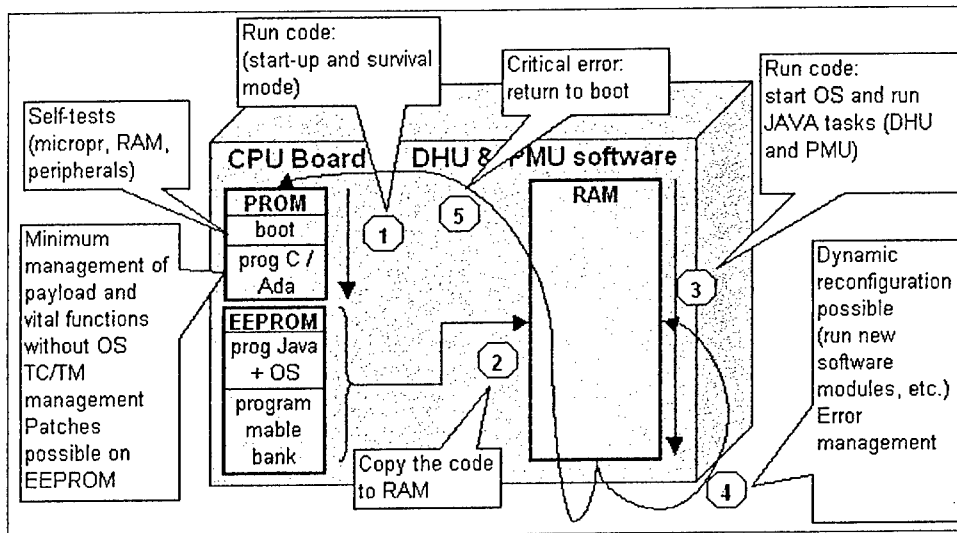 Run code:
(start-up and survival
mode)
Critical error:
return to boot
Run code:
start OS and run
JAVA tasks (DHU
and PMU)
Self-tests
(micropr, RAM,
peripherals)
CPU Board DHU & PMU software
PROM
boot
prog C /
Ada
EEPROM
prog Java
+ OS
program
mable
bank
RAM
1
5
3
2
4
Minimum
management of
payload and
vital functions
without OS
TC/TM
management
Patches
possible on
EEPROM
Copy the code
to RAM
Dynamic
reconfiguration
possible
(run new
software
modules, etc.)
Error
management